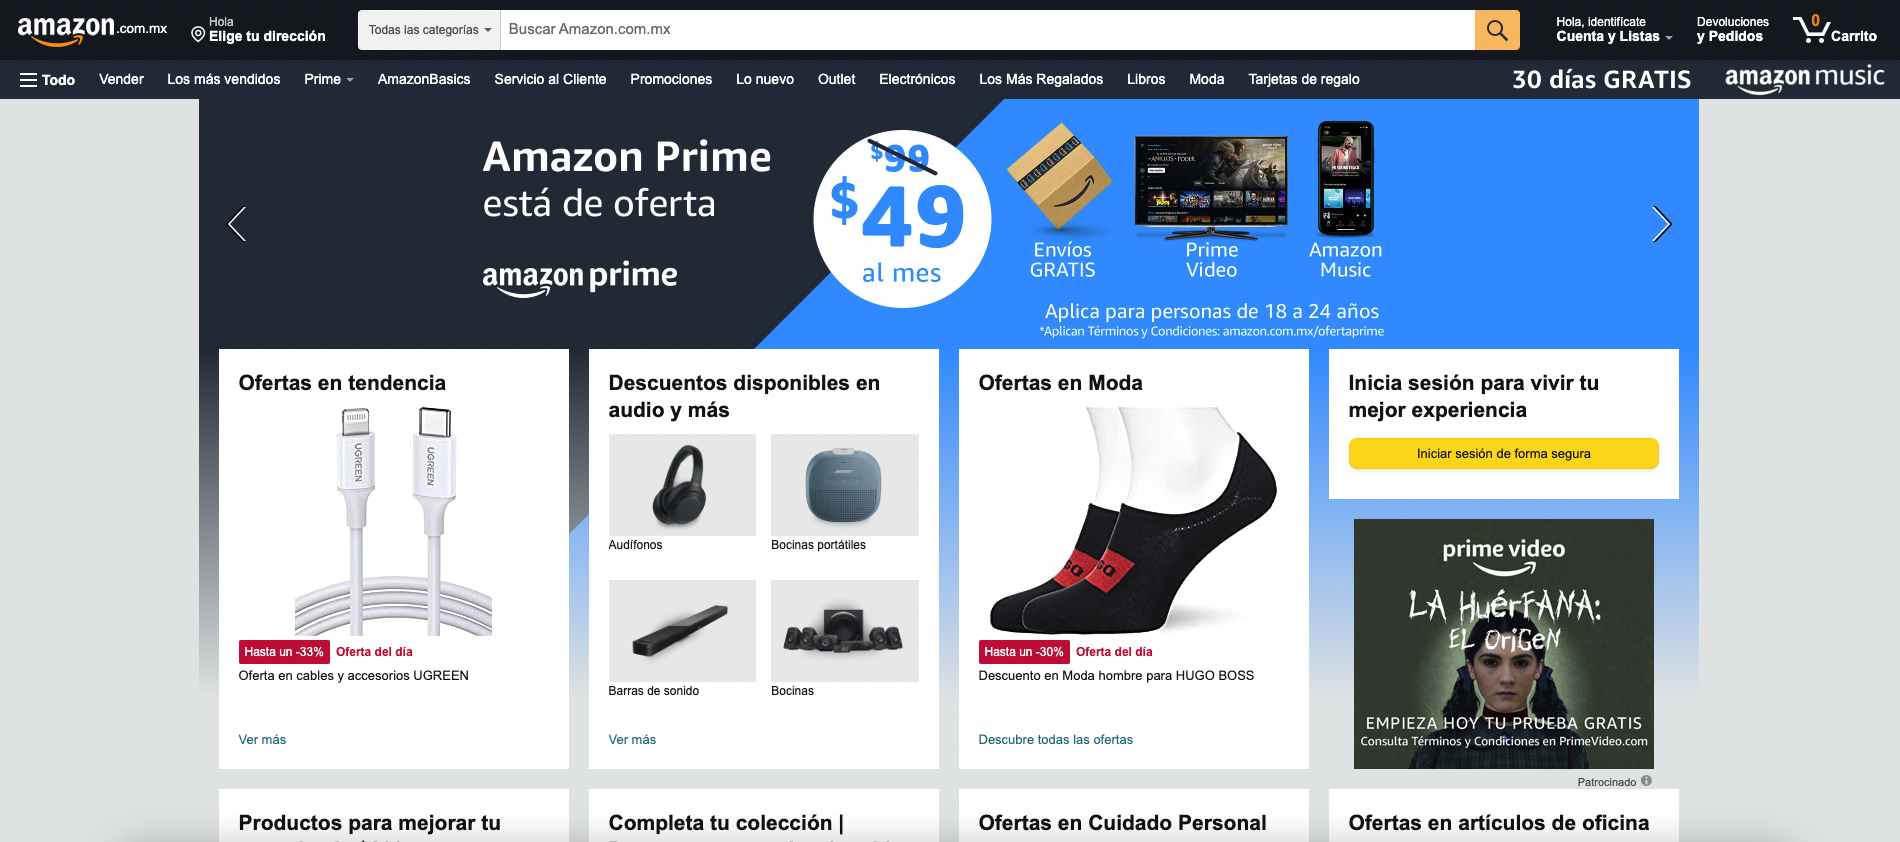 amazon.com.mx
Hola
Elige tu dirección
Todas las categorías
Buscar Amazon.com.mx
Hola, identifícate
Cuenta y Listas
Devoluciones
y Pedidos
0
Carrito
Todo
Vender
Los más vendidos
Prime
AmazonBasics
Servicio al Cliente
Promociones
Lo nuevo
Outlet
Electrónicos
Los Más Regalados
Libros
Moda
Tarjetas de regalo
30 días GRATIS
amazon music
Amazon Prime
está de oferta
amazon prime
$99
$49
al mes
Envíos
GRATIS
Prime
Video
Amazon
Music
Aplica para personas de 18 a 24 años
*Aplican Términos y Condiciones: amazon.com.mx/ofertaprime
Ofertas en tendencia
UGREEN
UGREEN
Hasta un -33%
Oferta del día
Oferta en cables y accesorios UGREEN
Ver más
Descuentos disponibles en
audio y más
Audífonos
Bocinas portátiles
Barras de sonido
Bocinas
Ver más
Ofertas en Moda
Hasta un -30%
Oferta del día
Descuento en Moda hombre para HUGO BOSS
Descubre todas las ofertas
Inicia sesión para vivir tu
mejor experiencia
Iniciar sesión de forma segura
prime video
LA HuéRFANA:
EL OriGeN
EMPIEZA HOY TU PRUEBA GRATIS
Consulta Términos y Condiciones en PrimeVideo.com
Patrocinado
Productos para mejorar tu
Completa tu colección |
Ofertas en Cuidado Personal
Ofertas en artículos de oficina